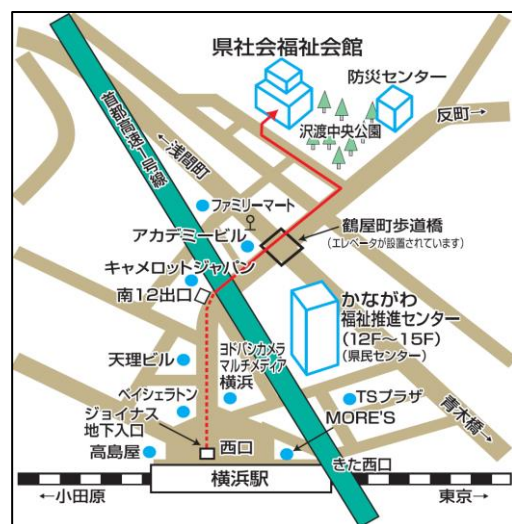 県社会福祉会館
防災センター
反町
沢渡中央公園
首都高速一号線
浅間町
ファミリーマート
アカデミービル
鶴屋町歩道橋
(エレベータが設置されています)
キャメロットジャパン
南12出口
かながわ
福祉推進センター
(12F～15F)
(県民センター)
天理ビル
ヨドバシカメラ
マルチメディア
横浜
ベイシェラトン
TSプラザ
MORE'S
青木橋
ジョイナス
地下入口
高島屋
西口
きた西口
横浜駅
←小田原
東京→